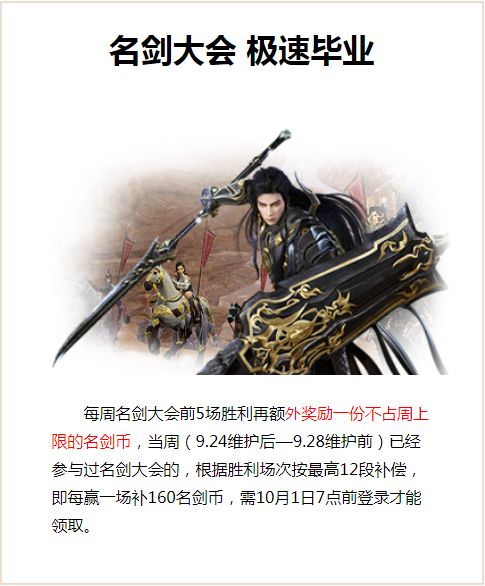 名剑大会 极速毕业
每周名剑大会前5场胜利再额外奖励一份不占周上
限的名剑币，当周（9.24维护后—9.28维护前）已经
参与过名剑大会的，根据胜利场次按最高12段补偿，
即每赢一场补160名剑币，需10月1日7点前登录才能
领取。